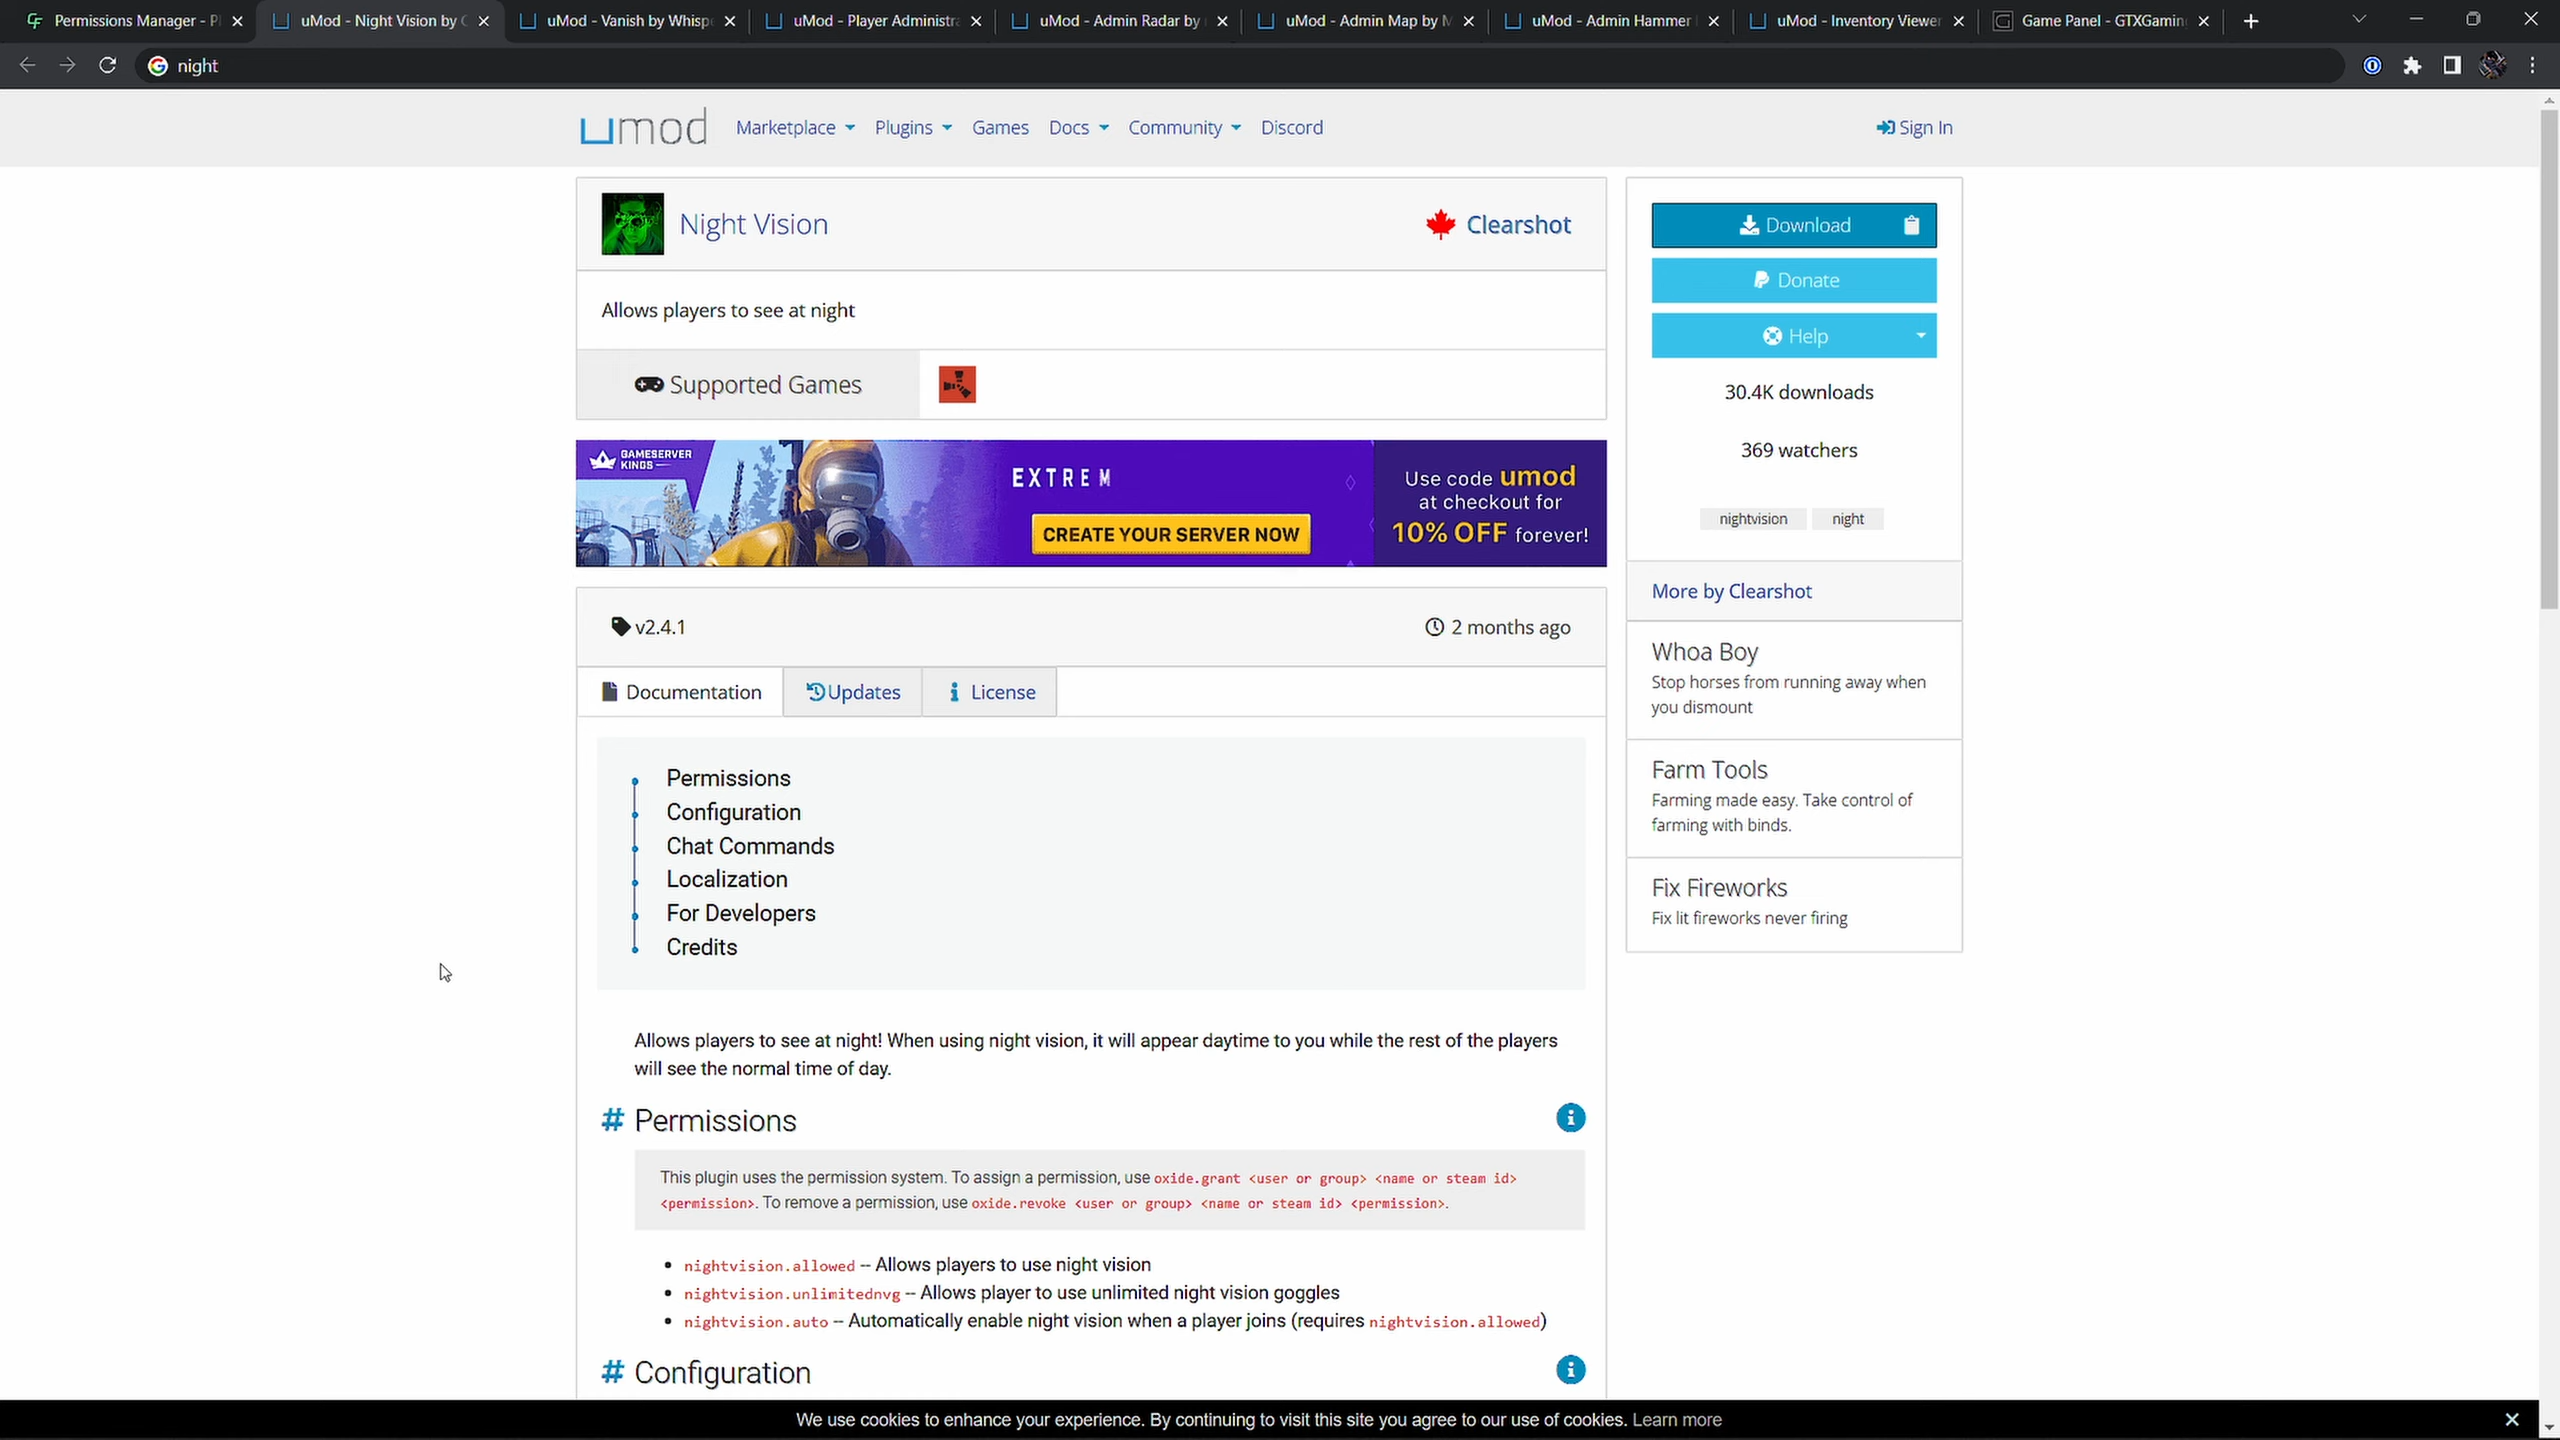 Permissions Manager - P
uMod - Night Vision by C
uMod - Vanish by Whisp
uMod - Player Administra
uMod - Admin Radar by
uMod - Admin Map by M
uMod - Admin Hammer
uMod - Inventory Viewer
Game Panel - GTXGaming
night
umod
Marketplace
Plugins
Games
Docs
Community
Discord
Sign In
Night Vision
Clearshot
Allows players to see at night
Supported Games
GAMESERVER
KINGS
EXTREM
CREATE YOUR SERVER NOW
Use code umod
at checkout for
10% OFF forever!
v2.4.1
2 months ago
Documentation
Updates
License
Permissions
Configuration
Chat Commands
Localization
For Developers
Credits
Allows players to see at night! When using night vision, it will appear daytime to you while the rest of the players
will see the normal time of day.
# Permissions
This plugin uses the permission system. To assign a permission, use oxide.grant <user or group> <name or steam id>
<permission>. To remove a permission, use oxide.revoke <user or group> <name or steam id> <permission>.
nightvision.allowed -- Allows players to use night vision
nightvision.unlimitednvg -- Allows player to use unlimited night vision goggles
nightvision.auto -- Automatically enable night vision when a player joins (requires nightvision.allowed)
# Configuration
Download
Donate
Help
30.4K downloads
369 watchers
nightvision
night
More by Clearshot
Whoa Boy
Stop horses from running away when
you dismount
Farm Tools
Farming made easy. Take control of
farming with binds.
Fix Fireworks
Fix lit fireworks never firing
We use cookies to enhance your experience. By continuing to visit this site you agree to our use of cookies. Learn more